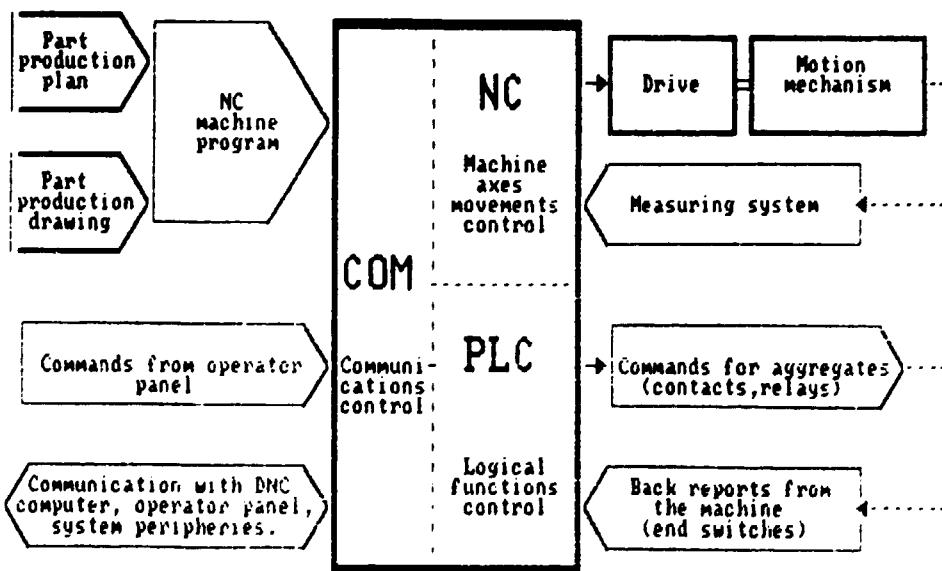 Part
production
plan
NC
machine
program
Part
production
drawing
Commands from operator
panel
Communication with DNC
computer, operator panel,
system peripheries.
COM
Communi-
cations
control
NC
Machine
axes
movements
control
PLC
Logical
functions
control
Drive
Motion
mechanism
Measuring system
Commands for aggregates
(contacts,relays)
Back reports from
the machine
(end switches)